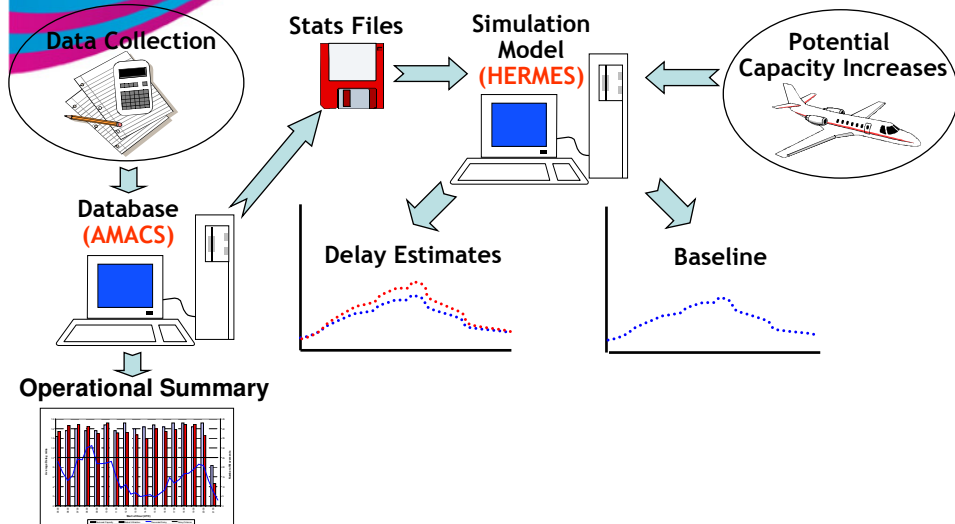 Data Collection
Stats Files
Simulation
Model
(HERMES)
Potential
Capacity Increases
Database
(AMACS)
Delay Estimates
Baseline
Operational Summary